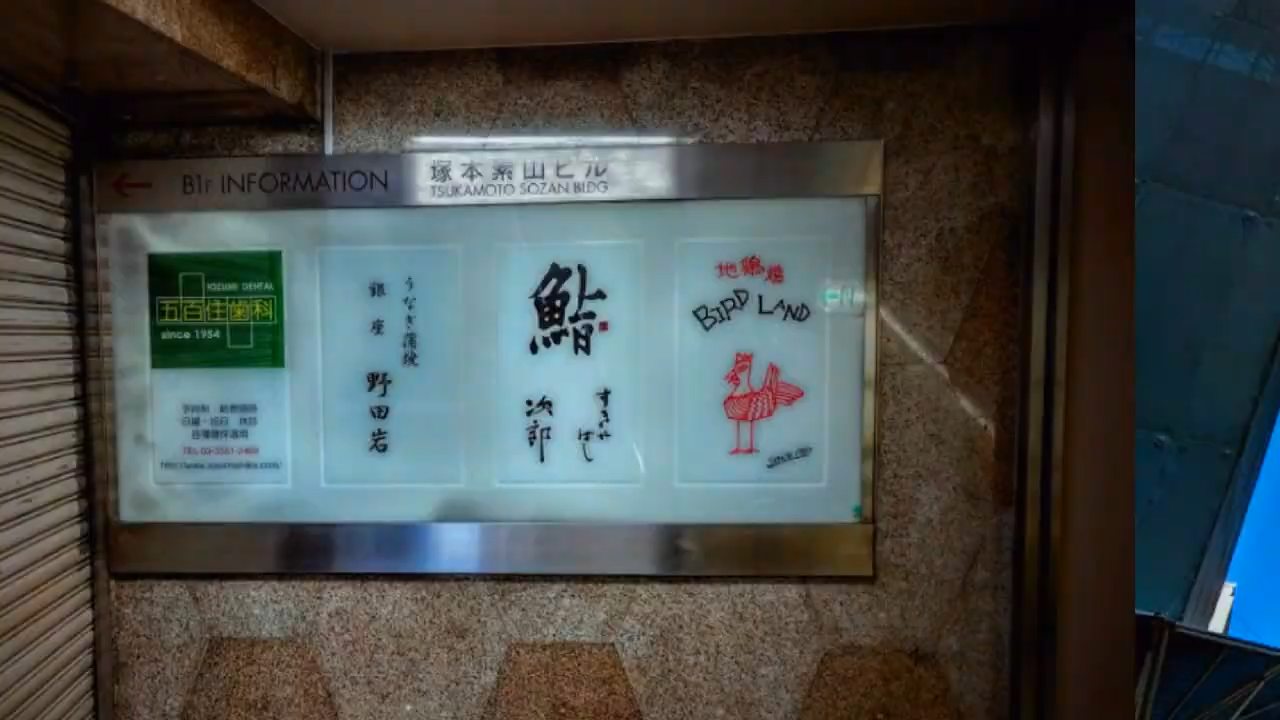 B1F INFORMATION
塚本素山ビル
TSUKAMOTO SOZAN BLDG
IOZUMI DENTAL
五百住歯科
since 1954
うなぎ蒲焼
銀座
野田岩
鮨
すきやばし
次郎
地鶏焼
BIRD LAND